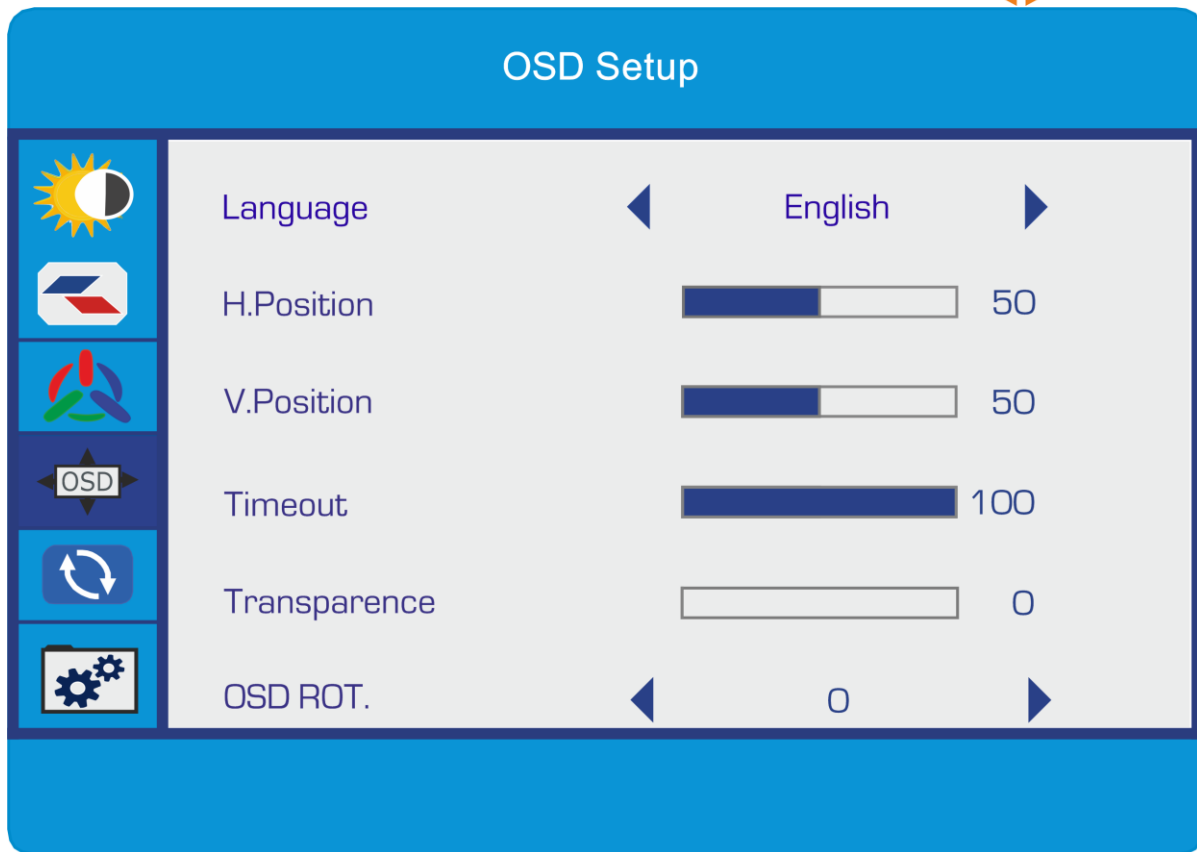 OSD Setup
Language English
H.Position 50
V.Position 50
OSD
Timeout 100
Transparence 0
OSD ROT. 0